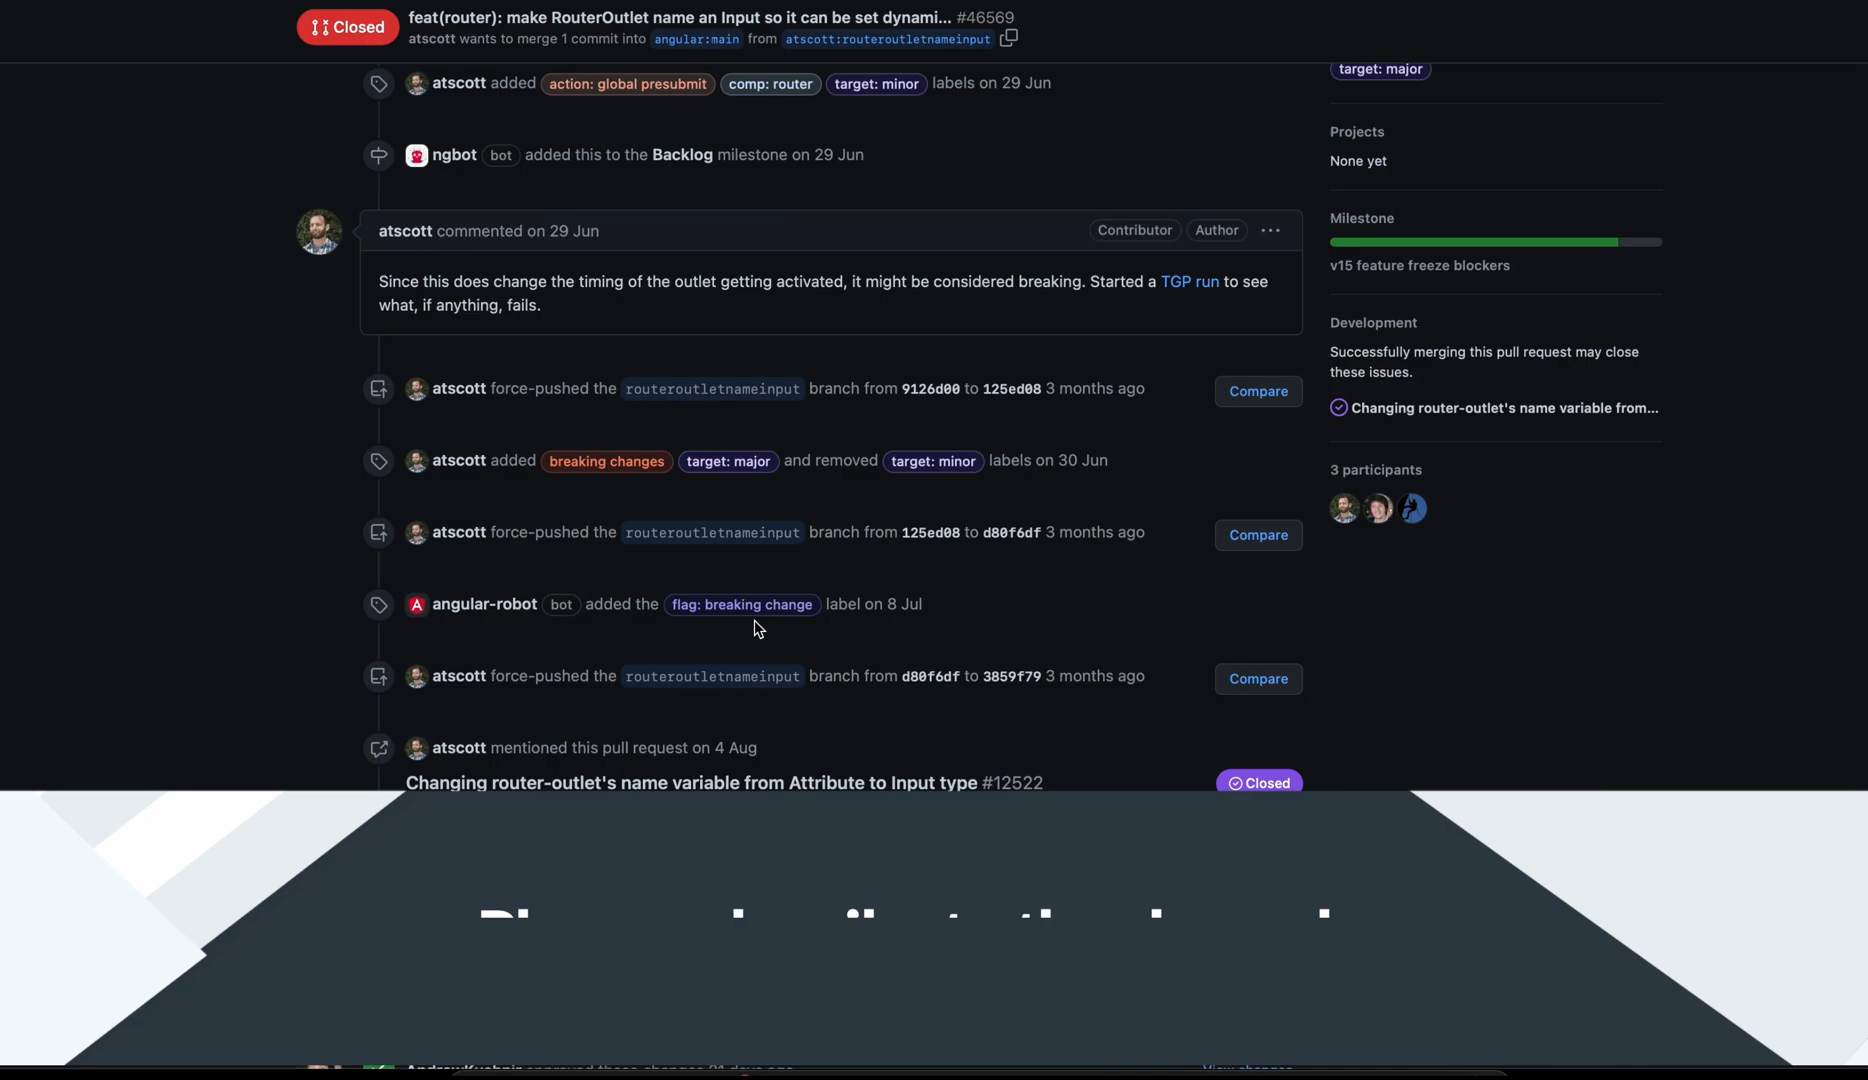 Closed
feat(router): make RouterOutlet name an Input so it can be set dynami... #46569
atscott wants to merge 1 commit into angular:main from atscott:routeroutletnameinput
target: major
atscott added action: global presubmit comp: router target: minor labels on 29 Jun
Projects
None yet
ngbot bot added this to the Backlog milestone on 29 Jun
Milestone
v15 feature freeze blockers
atscott commented on 29 Jun Contributor Author
Since this does change the timing of the outlet getting activated, it might be considered breaking. Started a TGP run to see
what, if anything, fails.
Development
Successfully merging this pull request may close
these issues.
Changing router-outlet's name variable from...
3 participants
atscott force-pushed the routeroutletnameinput branch from 9126d00 to 125ed08 3 months ago Compare
atscott added breaking changes target: major and removed target: minor labels on 30 Jun
atscott force-pushed the routeroutletnameinput branch from 125ed08 to d80f6df 3 months ago Compare
angular-robot bot added the flag: breaking change label on 8 Jul
atscott force-pushed the routeroutletnameinput branch from d80f6df to 3859f79 3 months ago Compare
atscott mentioned this pull request on 4 Aug
Changing router-outlet's name variable from Attribute to Input type #12522 Closed